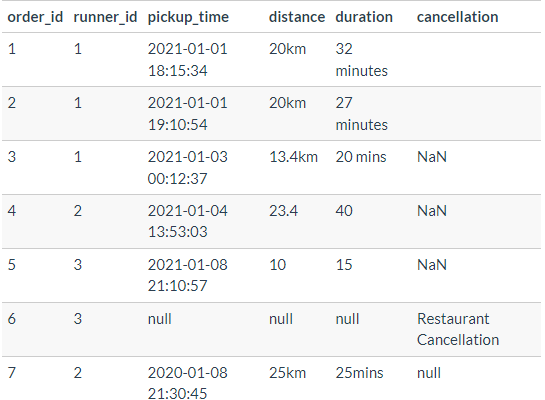 order_id runner_id pickup_time distance duration cancellation
1 1 2021-01-01 20km 32
18:15:34 minutes
2 1 2021-01-01 20km 27
19:10:54 minutes
3 1 2021-01-03 13.4km 20 mins NaN
00:12:37
4 2 2021-01-04 23.4 40 NaN
13:53:03
5 3 2021-01-08 10 15 NaN
21:10:57
6 3 null null null Restaurant
Cancellation
7 2 2020-01-08 25km 25mins null
21:30:45